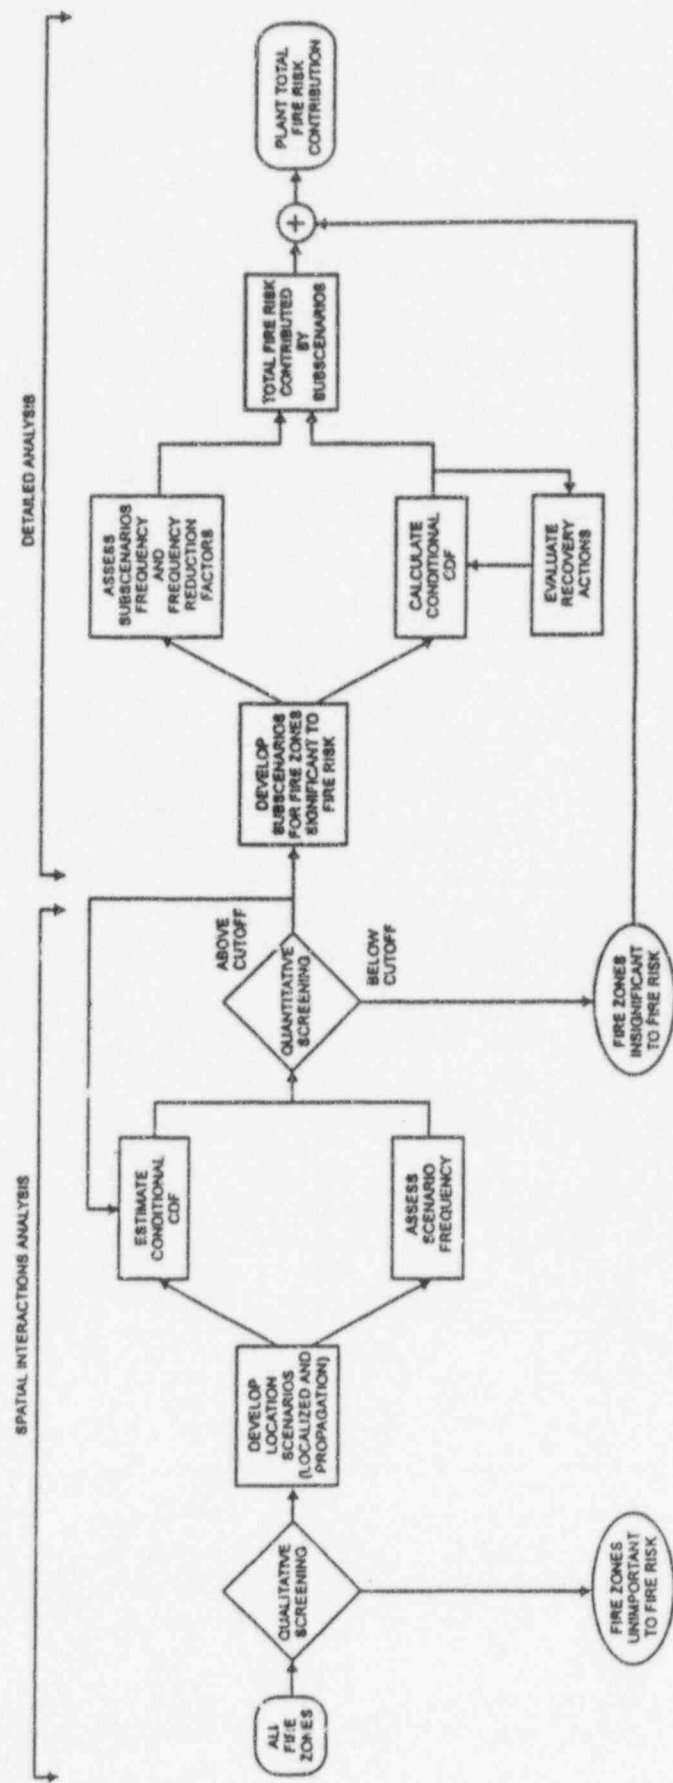 SPATIAL INTERACTIONS ANALYSIS
DETAILED ANALYSIS
ALL
FIRE
ZONES
QUALITATIVE
SCREENING
FIRE ZONES
UNIMPORTANT
TO FIRE RISK
DEVELOP
LOCATION
SCENARIOS
(LOCALIZED AND
PROPAGATION)
ESTIMATE
CONDITIONAL
CDF
ASSESS
SCENARIO
FREQUENCY
QUANTITATIVE
SCREENING
ABOVE
CUTOFF
BELOW
CUTOFF
FIRE ZONES
INSIGNIFICANT
TO FIRE RISK
DEVELOP
SUBSCENARIOS
FOR FIRE ZONES
SIGNIFICANT TO
FIRE RISK
ASSESS
SUBSCENARIOS
FREQUENCY
AND
FREQUENCY
REDUCTION
FACTORS
CALCULATE
CONDITIONAL
CDF
EVALUATE
RECOVERY
ACTIONS
TOTAL FIRE RISK
CONTRIBUTED
BY
SUBSCENARIOS
+
PLANT TOTAL
FIRE RISK
CONTRIBUTION